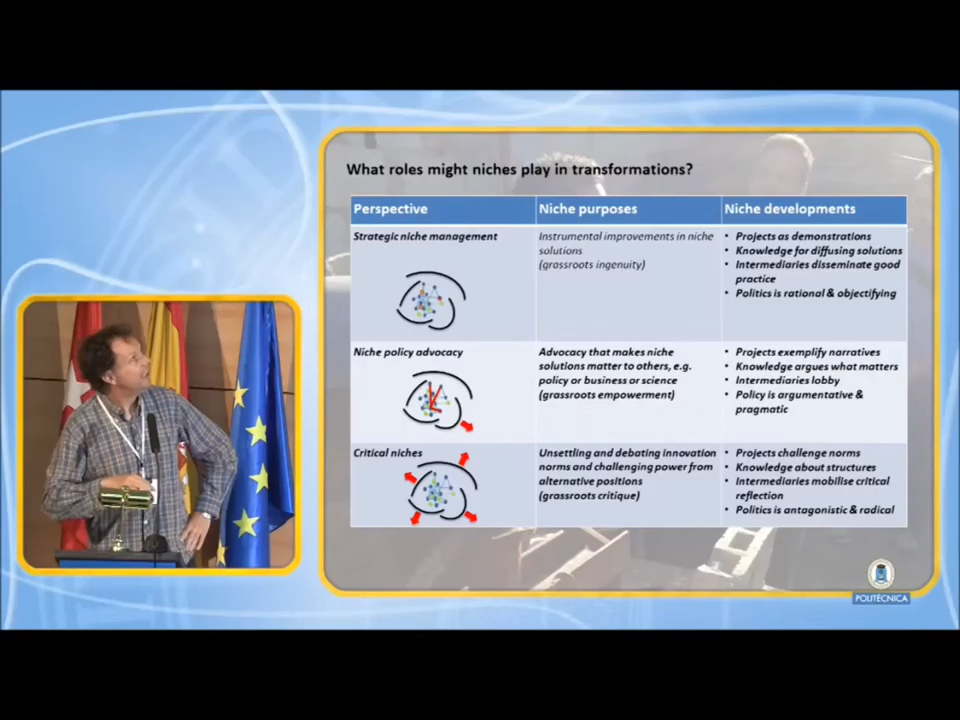 What roles might niches play in transformations?
Perspective
Niche purposes
Niche developments
Strategic niche management
Instrumental improvements in niche
solutions
(grassroots ingenuity)
• Projects as demonstrations
• Knowledge for diffusing solutions
• Intermediaries disseminate good
practice
• Politics is rational & objectifying
Niche policy advocacy
Advocacy that makes niche
solutions matter to others, e.g.
policy or business or science
(grassroots empowerment)
• Projects exemplify narratives
• Knowledge argues what matters
• Intermediaries lobby
• Policy is argumentative &
pragmatic
Critical niches
Unsettling and debating innovation
norms and challenging power from
alternative positions
(grassroots critique)
• Projects challenge norms
• Knowledge about structures
• Intermediaries mobilise critical
reflection
• Politics is antagonistic & radical
POLITÉCNICA